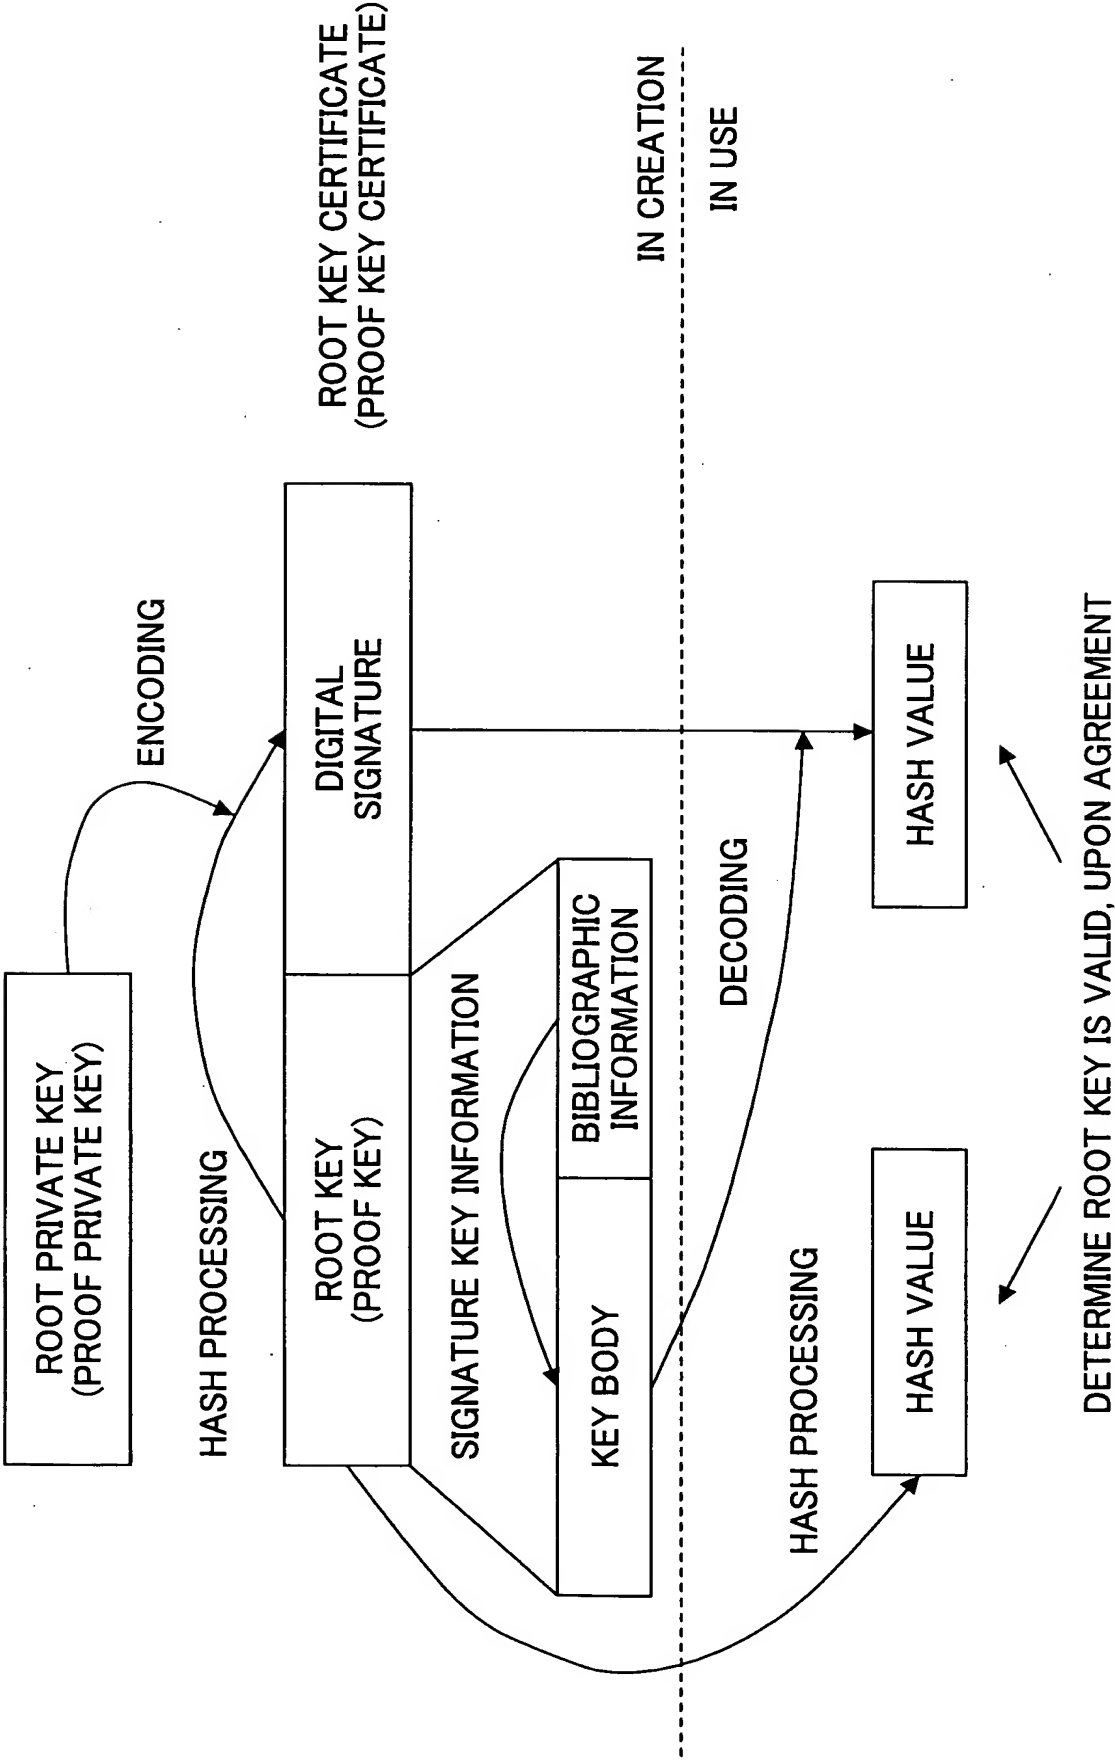 ROOT PRIVATE KEY
(PROOF PRIVATE KEY)
ENCODING
HASH PROCESSING
ROOT KEY
(PROOF KEY)
DIGITAL
SIGNATURE
ROOT KEY CERTIFICATE
(PROOF KEY CERTIFICATE)
SIGNATURE KEY INFORMATION
KEY BODY
BIBLIOGRAPHIC
INFORMATION
IN CREATION
IN USE
DECODING
HASH PROCESSING
HASH VALUE
HASH VALUE
DETERMINE ROOT KEY IS VALID, UPON AGREEMENT